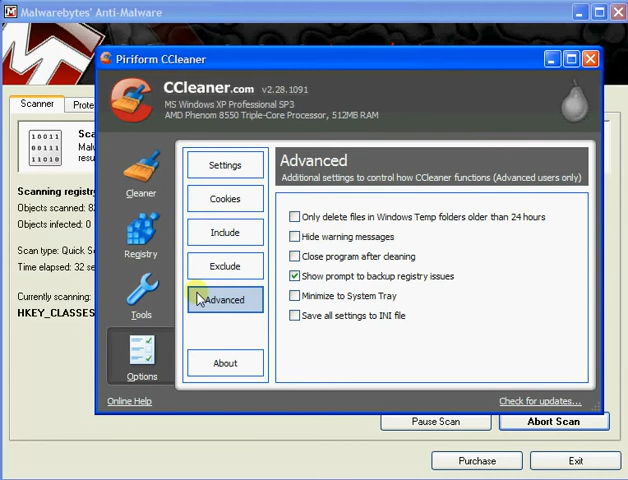 Malwarebytes' Anti-Malware
Piriform CCleaner
CCleaner.com v2.28.1091
MS Windows XP Professional SP3
AMD Phenom 8550 Triple-Core Processor, 512MB RAM
Scanner
10011
00111
11010
Scanning registry
Objects scanned:
Objects infected: 0
Scan type: Quick
Time elapsed: 32
Currently scanning:
Cleaner
Registry
Tools
Options
Settings
Cookies
Include
Exclude
Advanced
About
Advanced
Additional settings to control how CCleaner functions (Advanced users only)
Only delete files in Windows Temp folders older than 24 hours
Hide warning messages
Close program after cleaning
Show prompt to backup registry issues
Minimize to System Tray
Save all settings to INI file
Online Help
Check for updates...
Pause Scan
Abort Scan
Purchase
Exit